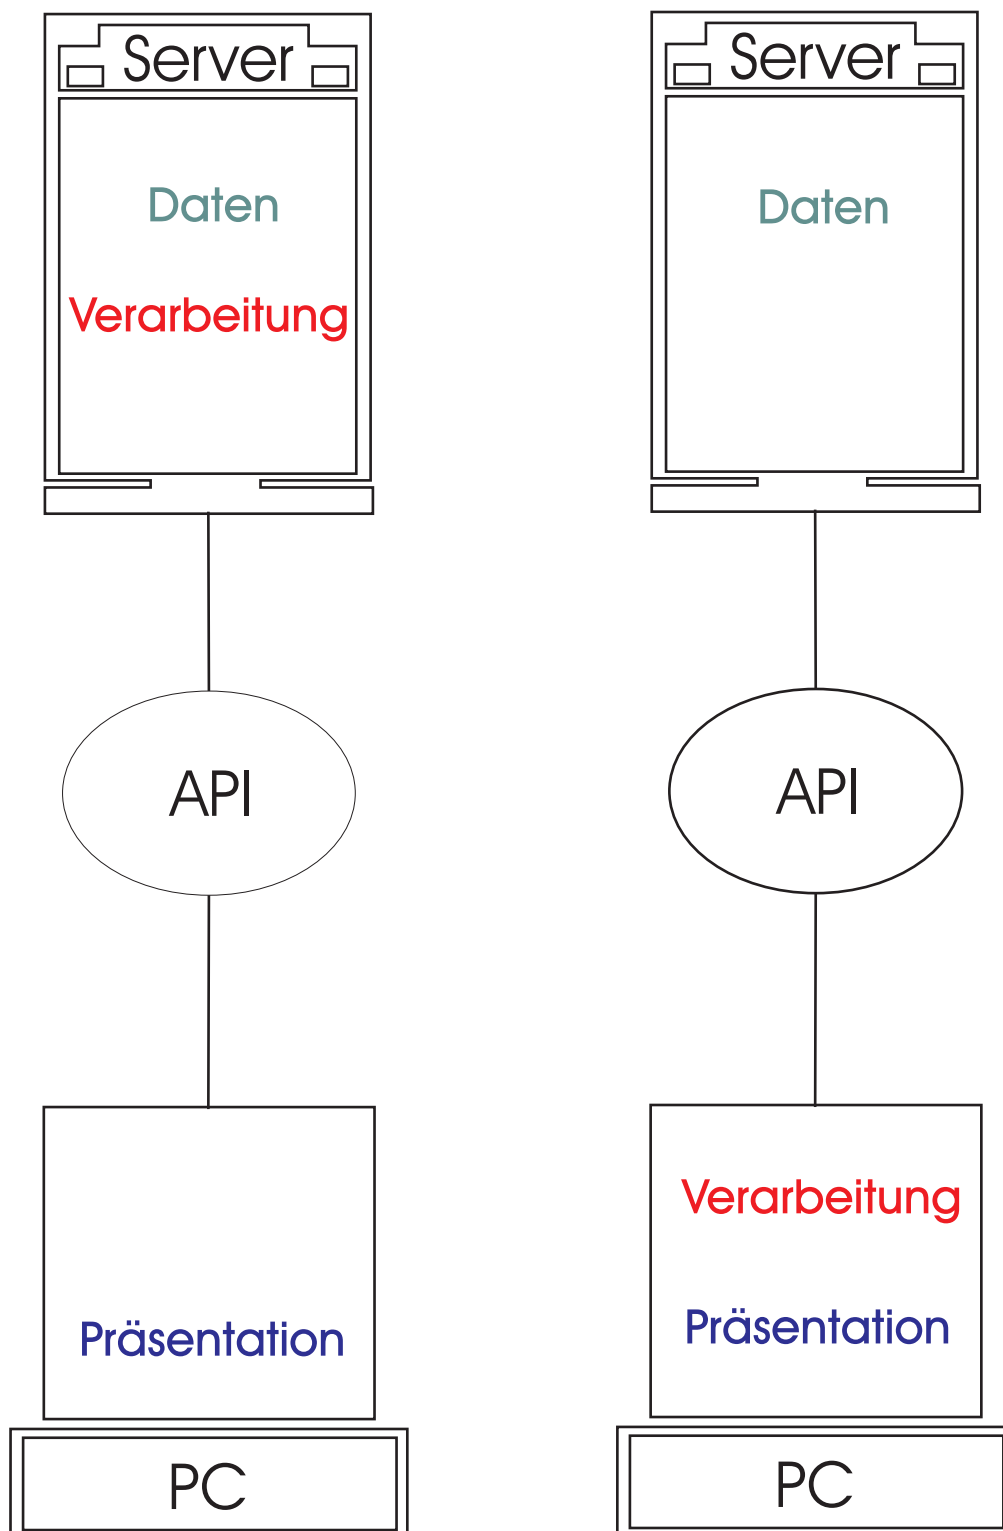 Server
Daten
Verarbeitung
API
Präsentation
PC
Server
Daten
API
Verarbeitung
Präsentation
PC